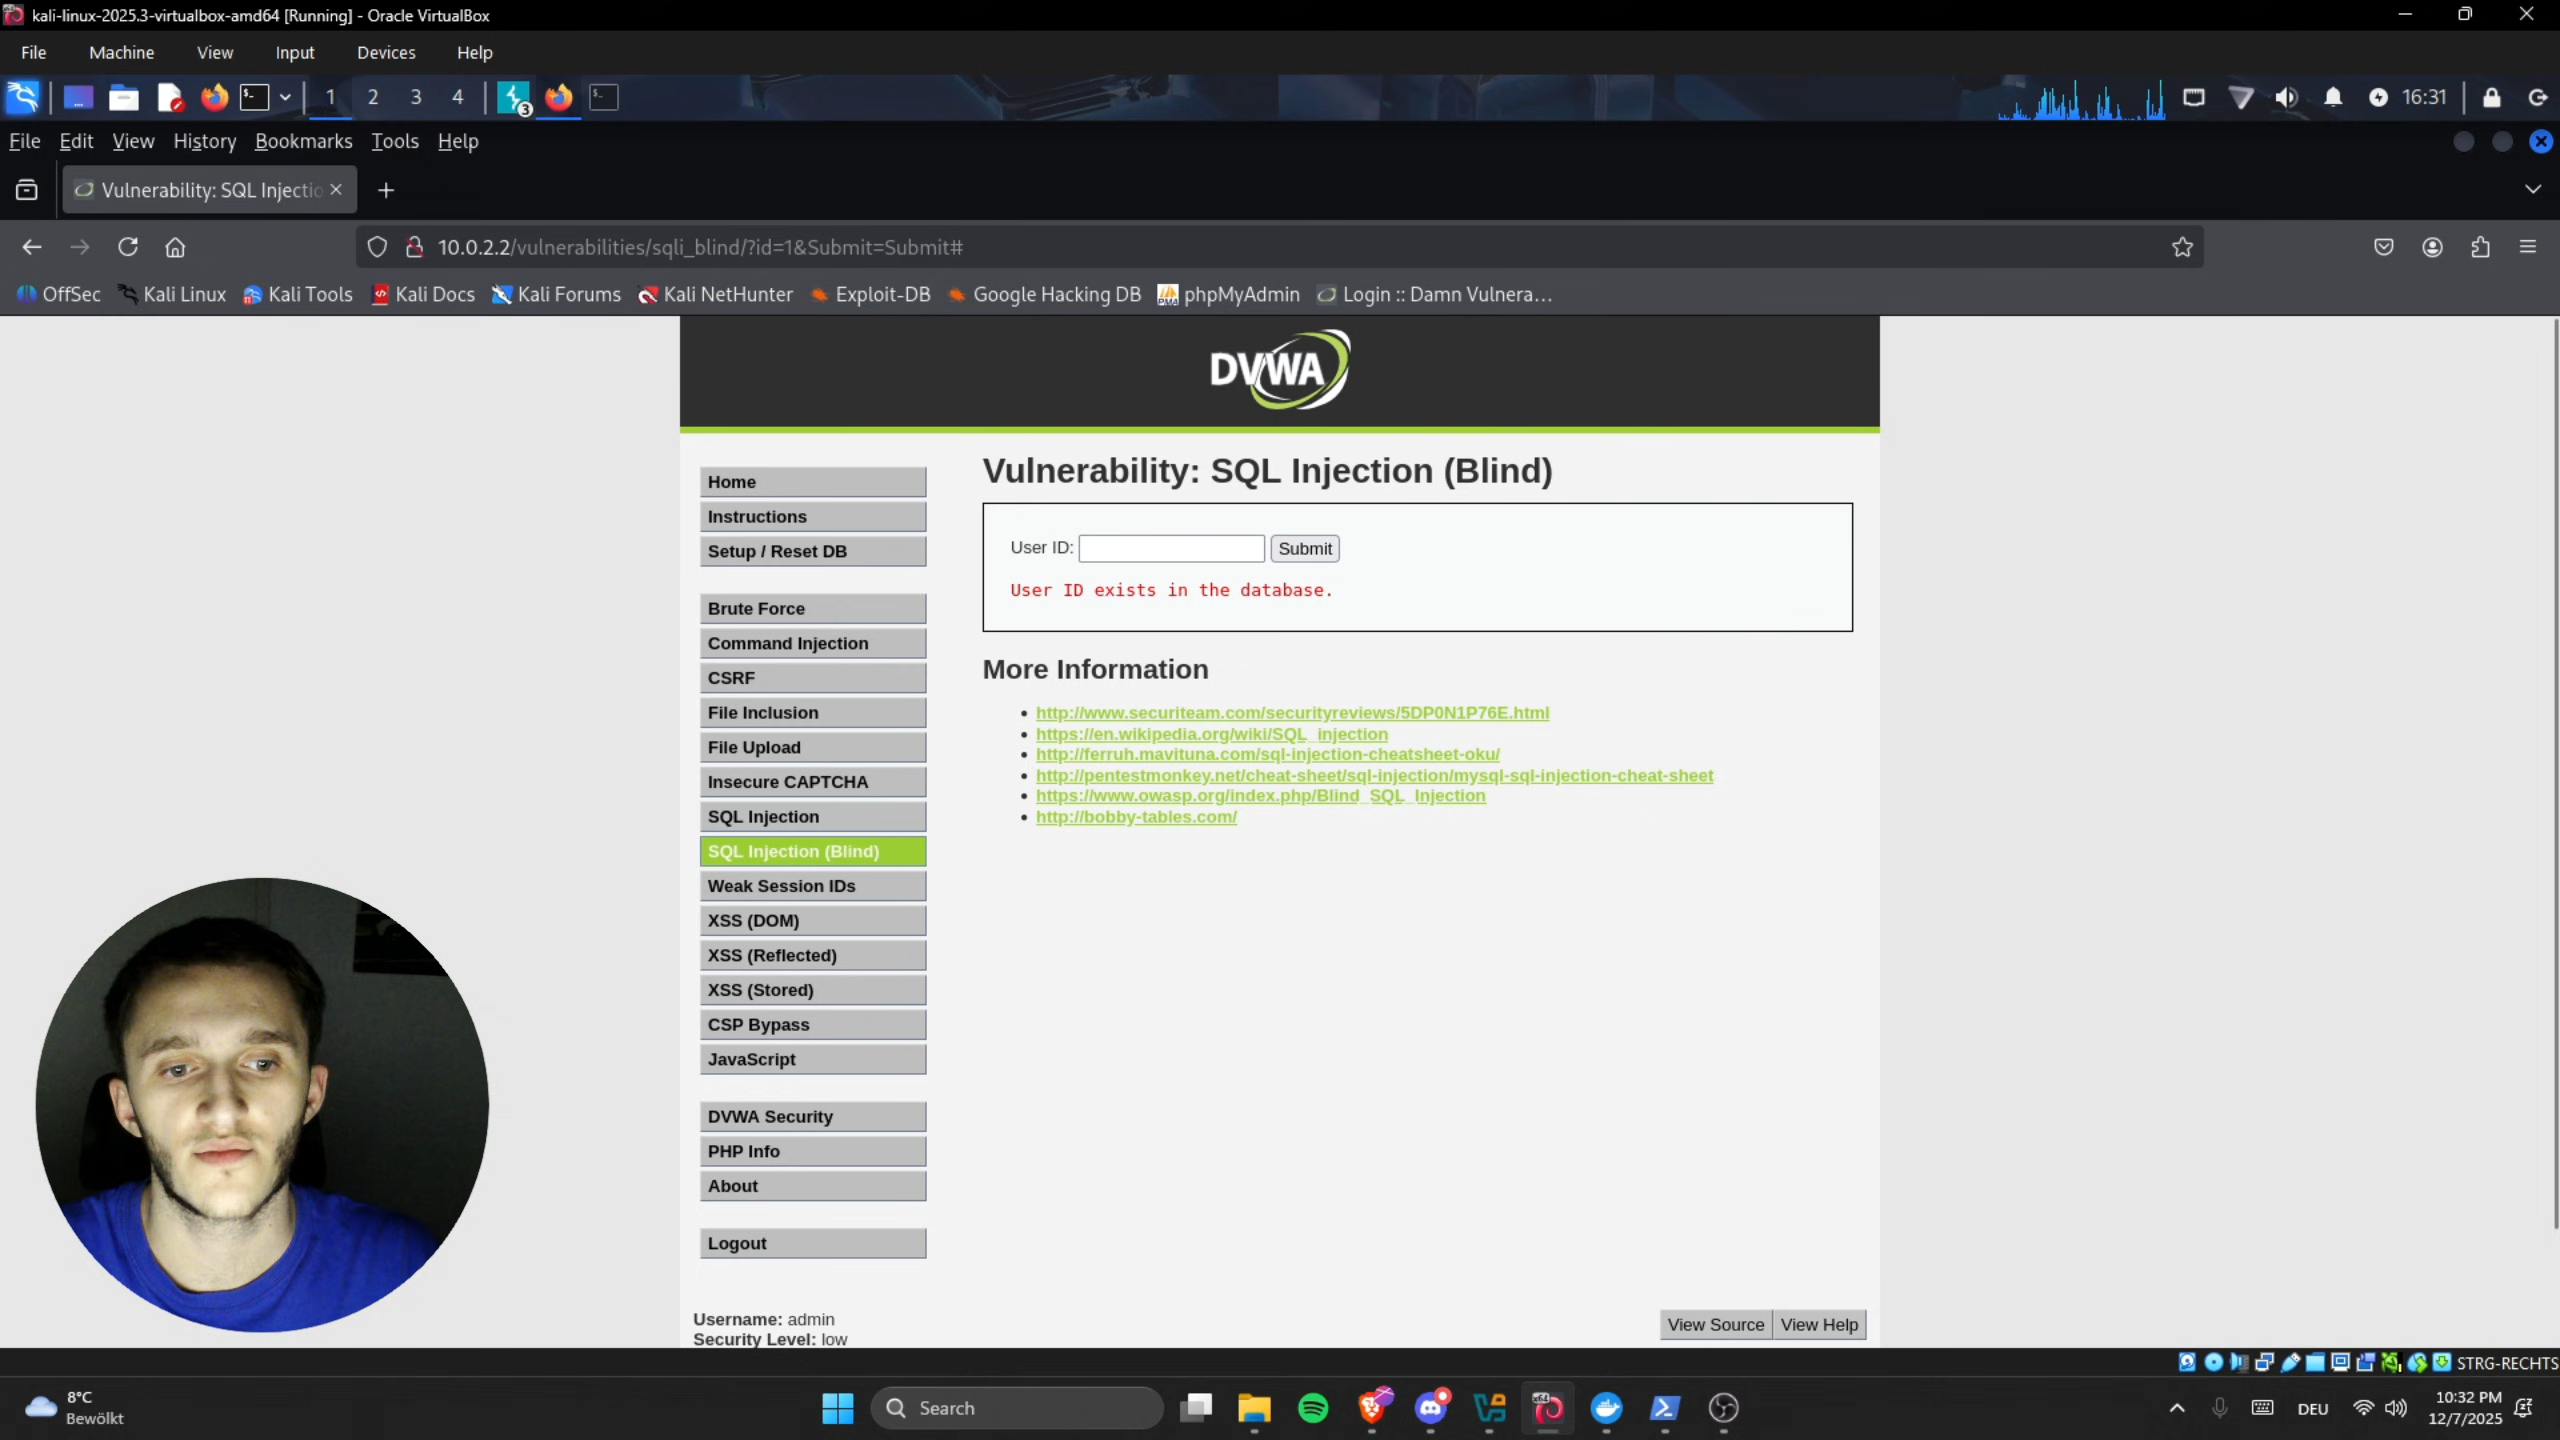 kali-linux-2025.3-virtualbox-amd64 [Running] - Oracle VirtualBox
File Machine View Input Devices Help
1 2 3 4 3 16:31
File Edit View History Bookmarks Tools Help
Vulnerability: SQL Injectio
10.0.2.2/vulnerabilities/sqli_blind/?id=1&Submit=Submit#
OffSec Kali Linux Kali Tools Kali Docs Kali Forums Kali NetHunter Exploit-DB Google Hacking DB phpMyAdmin Login :: Damn Vulnera…
DVWA
Home
Instructions
Setup / Reset DB
Brute Force
Command Injection
CSRF
File Inclusion
File Upload
Insecure CAPTCHA
SQL Injection
SQL Injection (Blind)
Weak Session IDs
XSS (DOM)
XSS (Reflected)
XSS (Stored)
CSP Bypass
JavaScript
DVWA Security
PHP Info
About
Logout
Vulnerability: SQL Injection (Blind)
User ID: Submit
User ID exists in the database.
More Information
http://www.securiteam.com/securityreviews/5DP0N1P76E.html
https://en.wikipedia.org/wiki/SQL_injection
http://ferruh.mavituna.com/sql-injection-cheatsheet-oku/
http://pentestmonkey.net/cheat-sheet/sql-injection/mysql-sql-injection-cheat-sheet
https://www.owasp.org/index.php/Blind_SQL_Injection
http://bobby-tables.com/
Username: admin
Security Level: low
View Source View Help
STRG-RECHTS
8°C
Bewölkt
Search
DEU
10:32 PM
12/7/2025